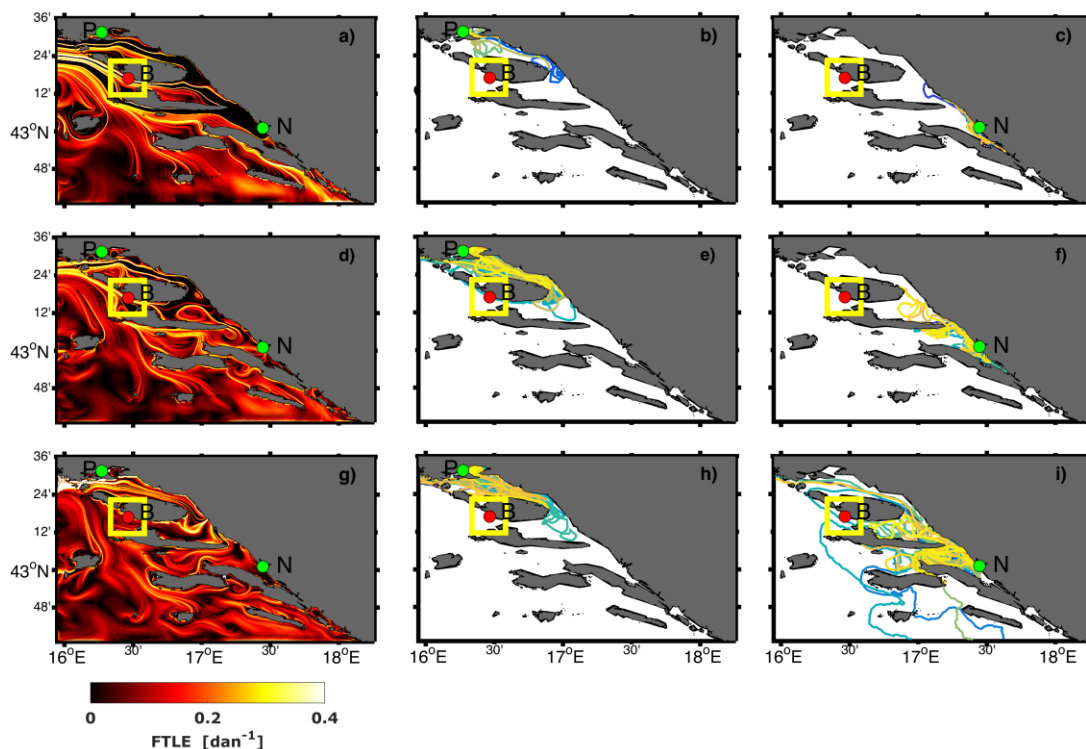 36'
P
a)
b)
c)
24'
B
B
B
12'
43°N
N
N
48'
36'
P
P
d)
e)
f)
24'
B
B
B
12'
43°N
N
N
48'
36'
P
P
g)
h)
i)
24'
B
B
B
12'
43°N
N
N
48'
16°E 30' 17°E 30' 18°E
16°E 30' 17°E 30' 18°E
16°E 30' 17°E 30' 18°E
0 0.2 0.4
FTLE [dan⁻¹]